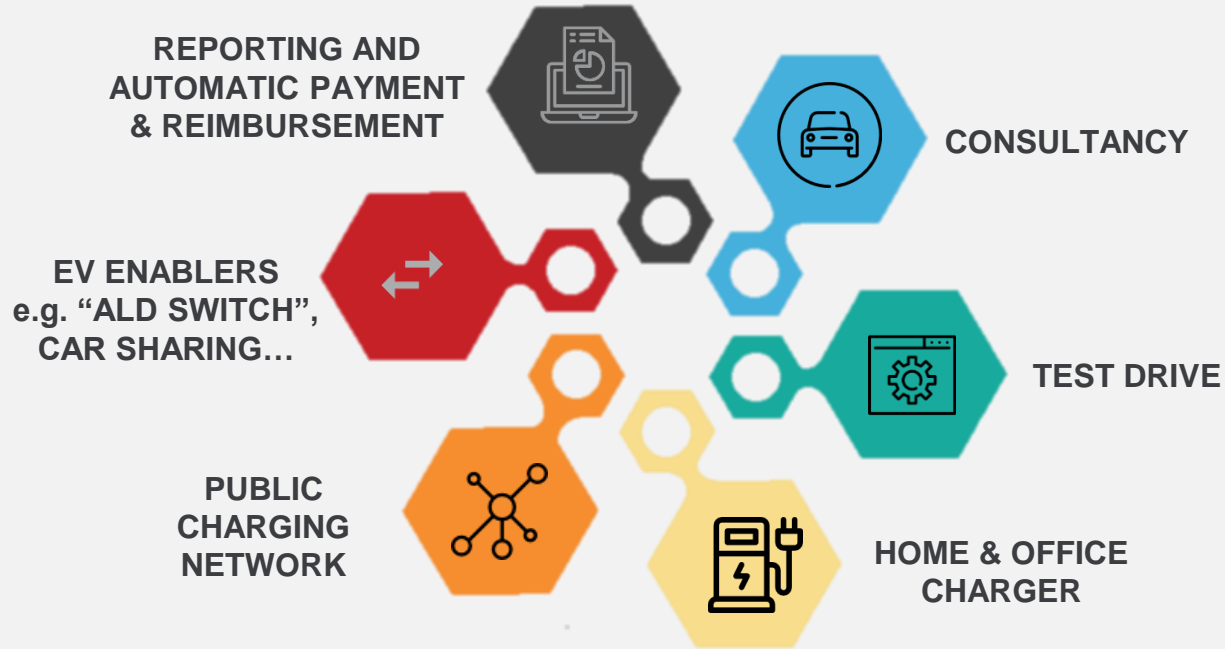 REPORTING AND
AUTOMATIC PAYMENT
& REIMBURSEMENT
CONSULTANCY
EV ENABLERS
e.g. “ALD SWITCH”,
CAR SHARING…
TEST DRIVE
PUBLIC
CHARGING
NETWORK
HOME & OFFICE
CHARGER